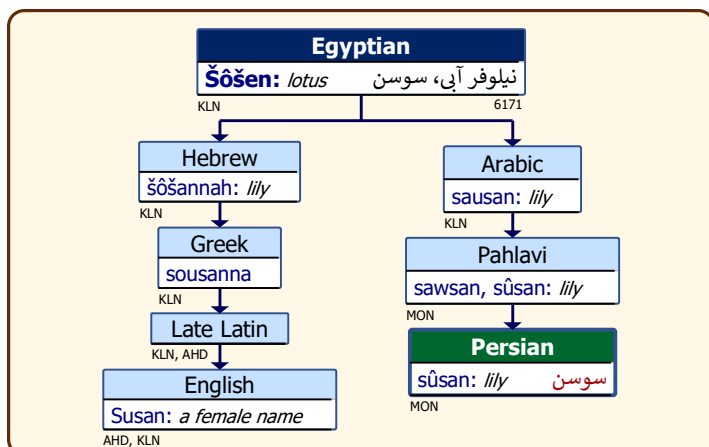 Egyptian
Šôšen: lotus نیلوفر آبی، سوسن
KLN 6171
Hebrew
šôšannah: lily
KLN
Greek
sousanna
KLN
Late Latin
KLN, AHD
English
Susan: a female name
AHD, KLN
Arabic
sausan: lily
KLN
Pahlavi
sawsan, sûsan: lily
MON
Persian
sûsan: lily سوسن
MON